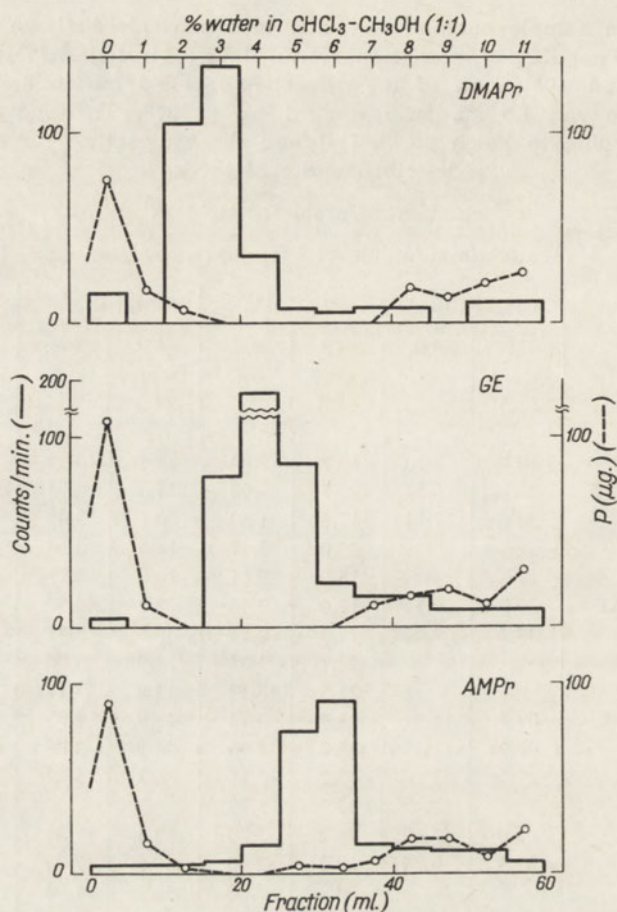 % water in CHCl₃-CH₃OH (1:1)
0 1 2 3 4 5 6 7 8 9 10 11
DMAPr
100 100
0 0
GE
200
100 100
0 0
Counts/min. (——)
P (µg.) (---)
AMPr
100 100
0 0
0 20 40 60
Fraction (ml.)